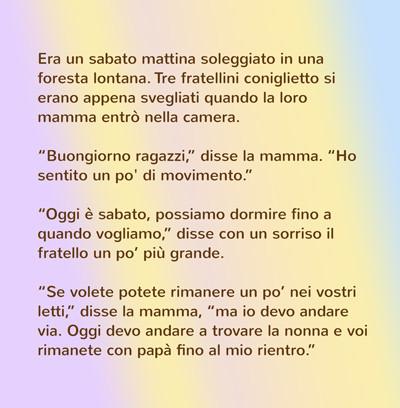 Era un sabato mattina soleggiato in una
foresta lontana. Tre fratellini coniglietto si
erano appena svegliati quando la loro
mamma entrò nella camera.
“Buongiorno ragazzi,” disse la mamma. “Ho
sentito un po' di movimento.”
“Oggi è sabato, possiamo dormire fino a
quando vogliamo,” disse con un sorriso il
fratello un po’ più grande.
“Se volete potete rimanere un po’ nei vostri
letti,” disse la mamma, “ma io devo andare
via. Oggi devo andare a trovare la nonna e voi
rimanete con papà fino al mio rientro.”